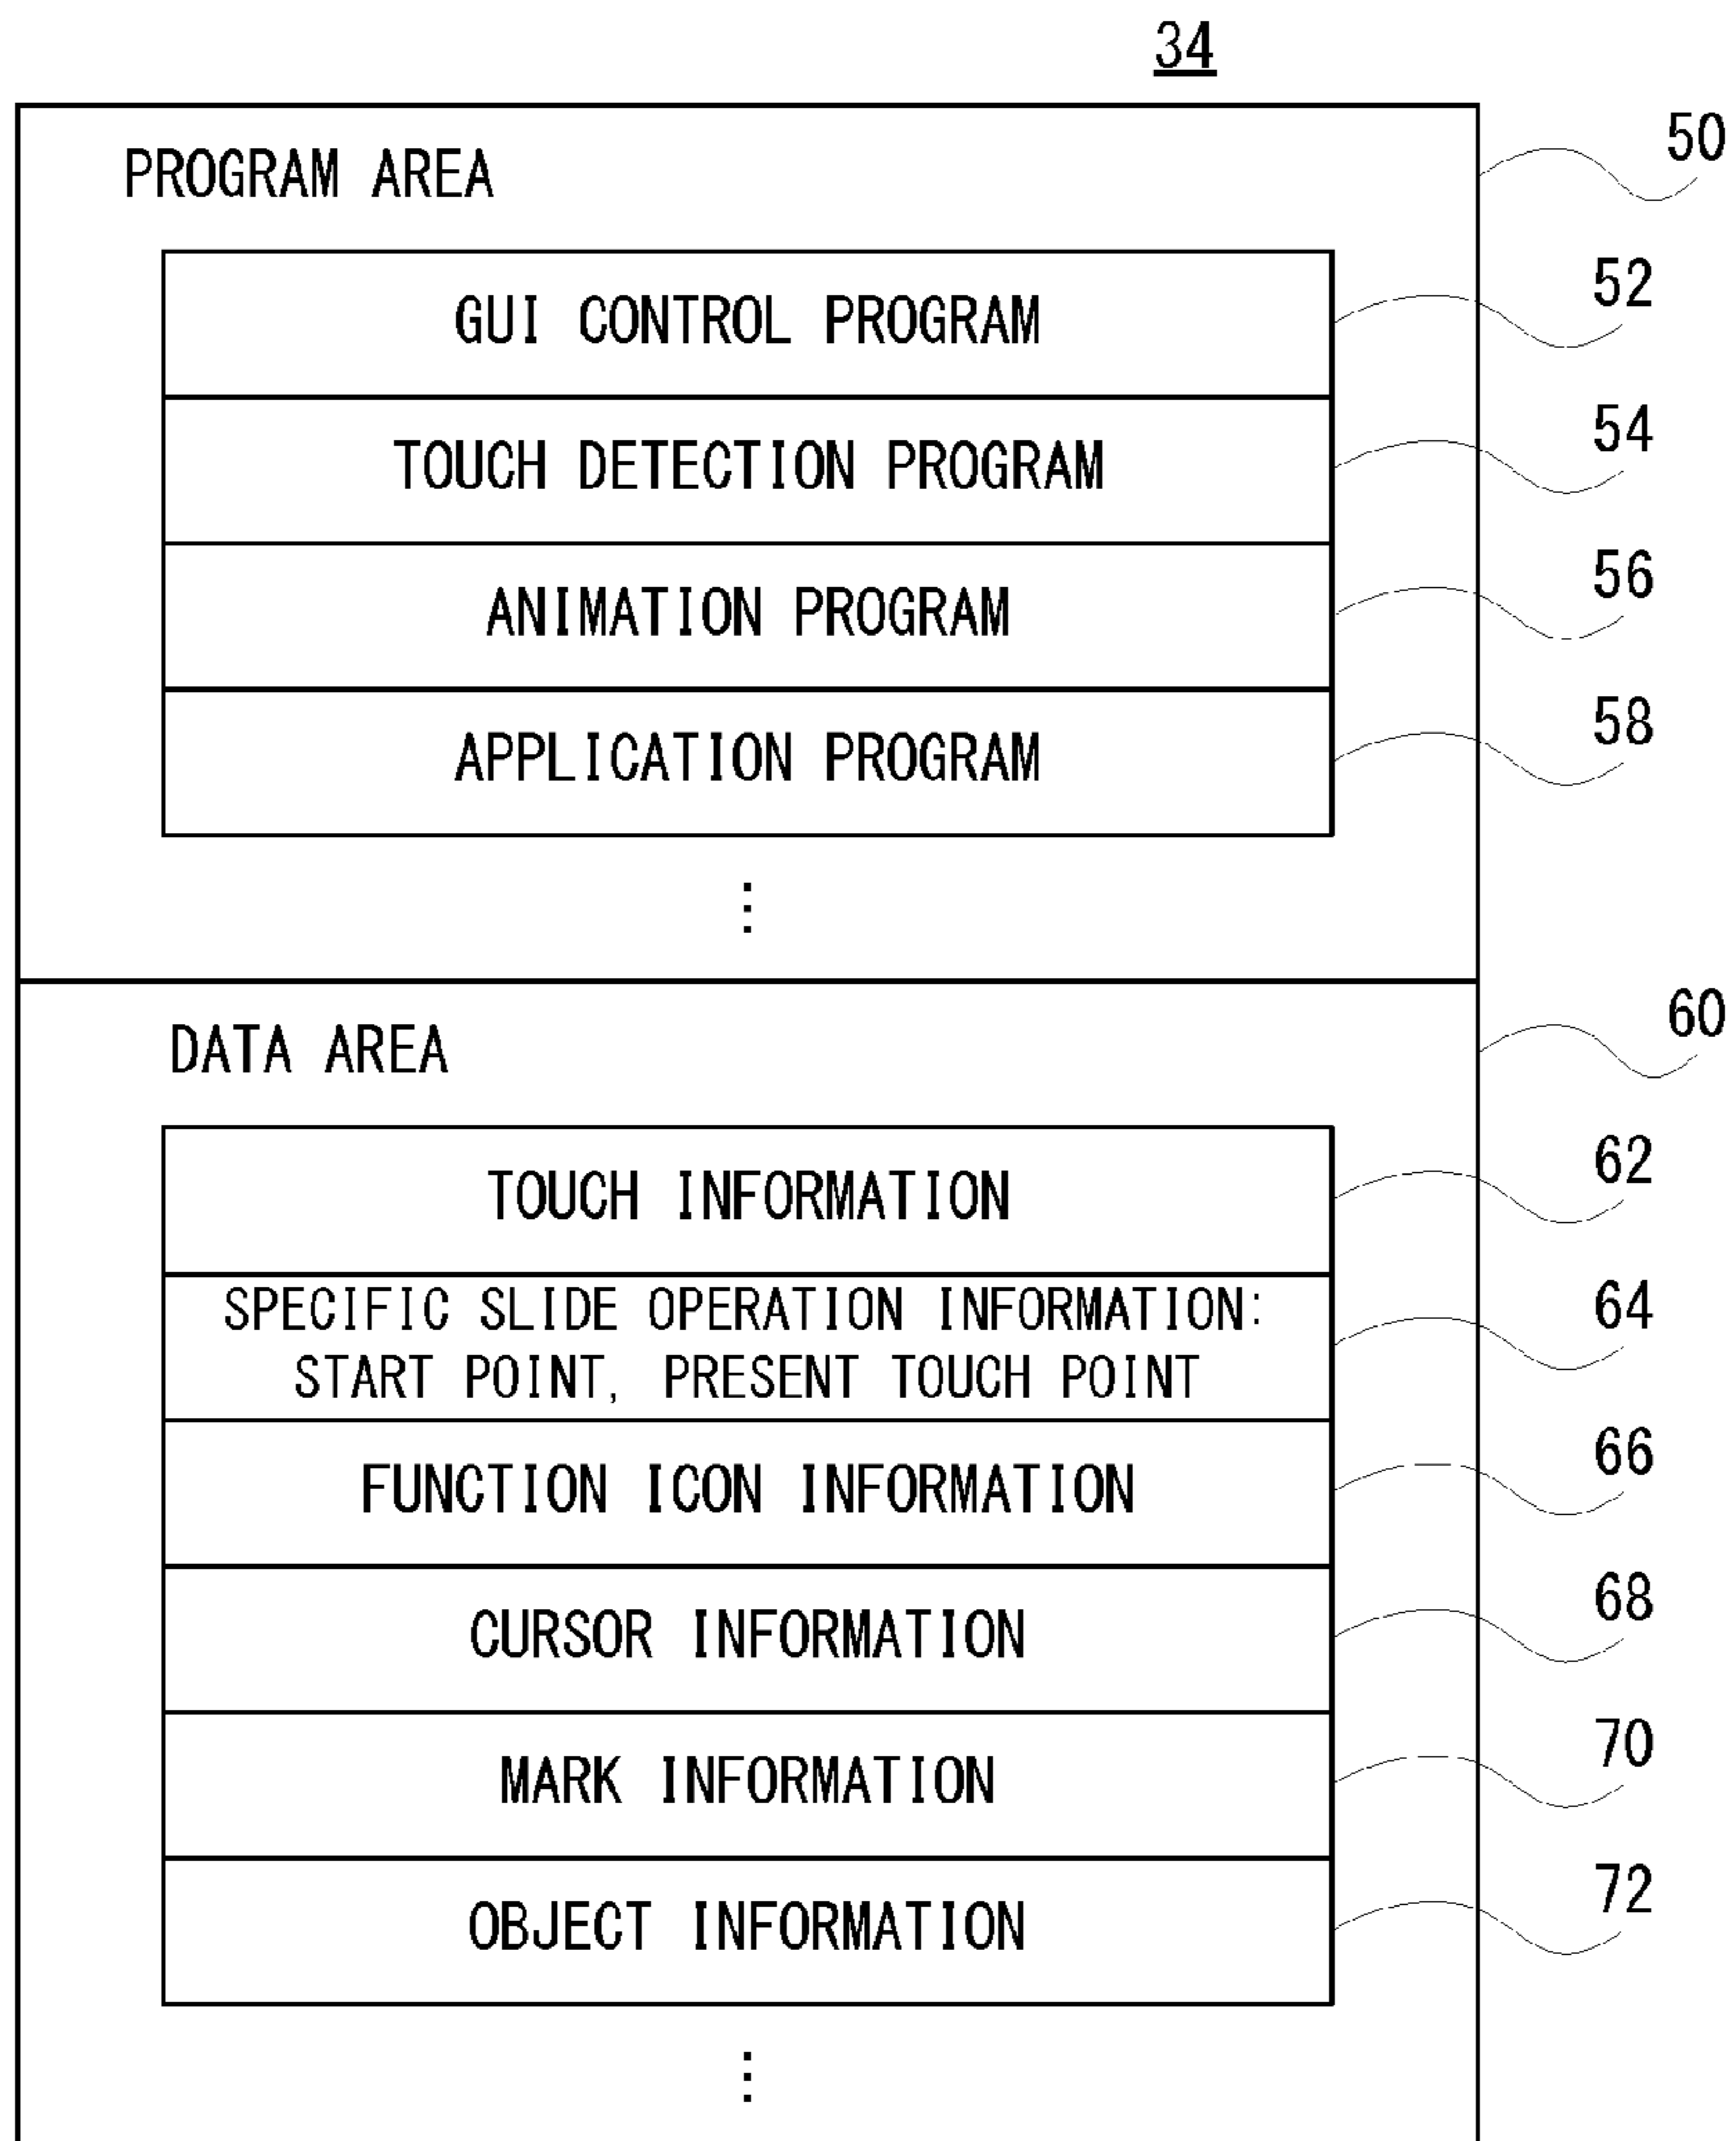 34
PROGRAM AREA
50
GUI CONTROL PROGRAM
52
TOUCH DETECTION PROGRAM
54
ANIMATION PROGRAM
56
APPLICATION PROGRAM
58
DATA AREA
60
TOUCH INFORMATION
62
SPECIFIC SLIDE OPERATION INFORMATION:
START POINT, PRESENT TOUCH POINT
64
FUNCTION ICON INFORMATION
66
CURSOR INFORMATION
68
MARK INFORMATION
70
OBJECT INFORMATION
72